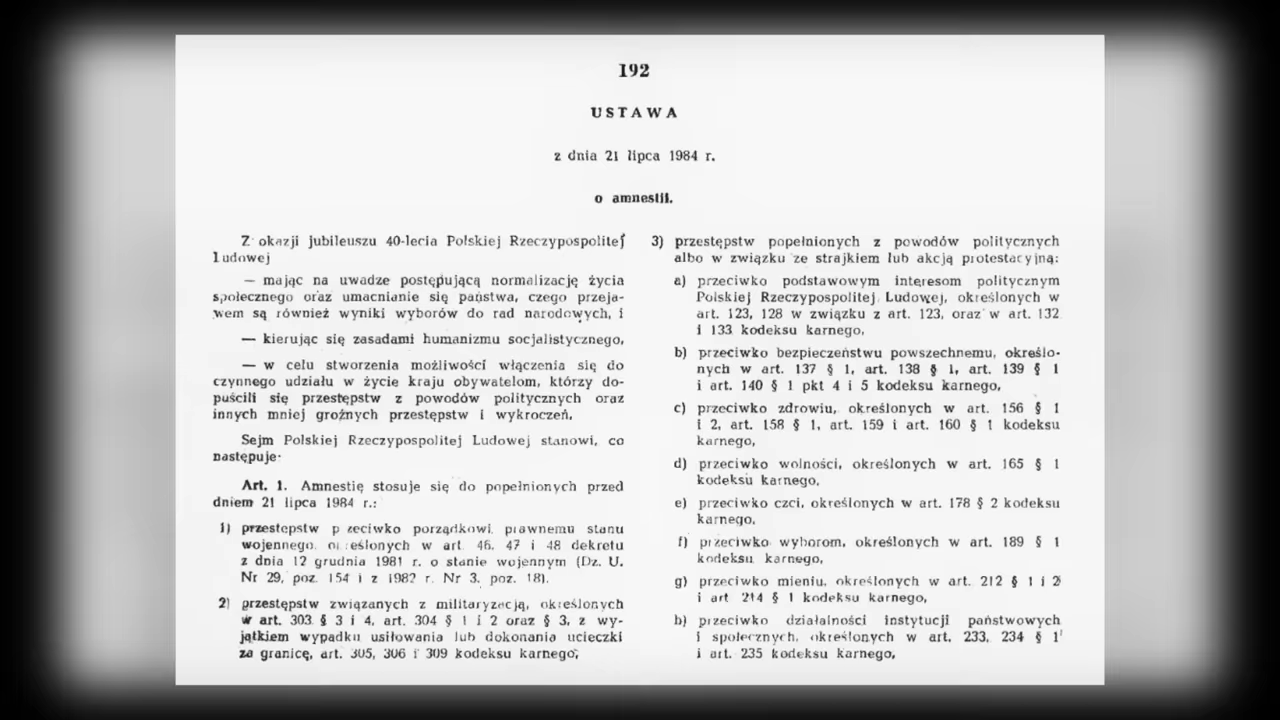 192
USTAWA
z dnia 21 lipca 1984 r.
o amnestii.
Z okazji jubileuszu 40-lecia Polskiej Rzeczypospolitej
Ludowej
— mając na uwadze postępującą normalizację życia
społecznego oraz umacnianie się państwa, czego przeja-
wem są również wyniki wyborów do rad narodowych, i
— kierując się zasadami humanizmu socjalistycznego,
— w celu stworzenia możliwości włączenia się do
czynnego udziału w życie kraju obywatelom, którzy do-
puścili się przestępstw z powodów politycznych oraz
innych mniej groźnych przestępstw i wykroczeń,
Sejm Polskiej Rzeczypospolitej Ludowej stanowi, co
następuje:
Art. 1. Amnestię stosuje się do popełnionych przed
dniem 21 lipca 1984 r.:
1) przestępstw przeciwko porządkowi prawnemu stanu
wojennego, określonych w art. 46, 47 i 48 dekretu
z dnia 12 grudnia 1981 r. o stanie wojennym (Dz. U.
Nr 29, poz. 154 i z 1982 r. Nr 3, poz. 18),
2) przestępstw związanych z militaryzacją, określonych
w art. 303 § 3 i 4, art. 304 § 1 i 2 oraz § 3, z wy-
jątkiem wypadku usiłowania lub dokonania ucieczki
za granicę, art. 305, 306 i 309 kodeksu karnego,
3) przestępstw popełnionych z powodów politycznych
albo w związku ze strajkiem lub akcją protestacyjną:
a) przeciwko podstawowym interesom politycznym
Polskiej Rzeczypospolitej Ludowej, określonych w
art. 123, 128 w związku z art. 123, oraz w art. 132
i 133 kodeksu karnego,
b) przeciwko bezpieczeństwu powszechnemu, określo-
nych w art. 137 § 1, art. 138 § 1, art. 139 § 1
i art. 140 § 1 pkt 4 i 5 kodeksu karnego,
c) przeciwko zdrowiu, określonych w art. 156 § 1
i 2, art. 158 § 1, art. 159 i art. 160 § 1 kodeksu
karnego,
d) przeciwko wolności, określonych w art. 165 § 1
kodeksu karnego,
e) przeciwko czci, określonych w art. 178 § 2 kodeksu
karnego,
f) przeciwko wyborom, określonych w art. 189 § 1
kodeksu karnego,
g) przeciwko mieniu, określonych w art. 212 § 1 i 2
i art. 214 § 1 kodeksu karnego,
h) przeciwko działalności instytucji państwowych
i społecznych, określonych w art. 233, 234 § 1
i art. 235 kodeksu karnego,